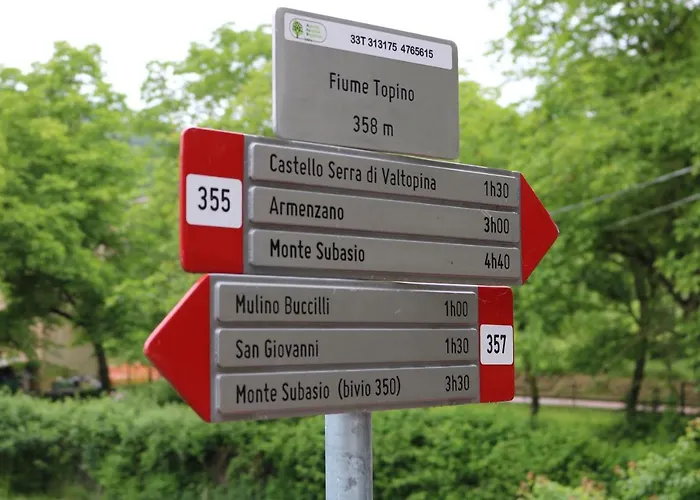 33T 313175 4765615
Fiume Topino
358 m
355
Castello Serra di Valtopina 1h30
Armenzano 3h00
Monte Subasio 4h40
Mulino Buccilli 1h00
San Giovanni 1h30
Monte Subasio (bivio 350) 3h30
357